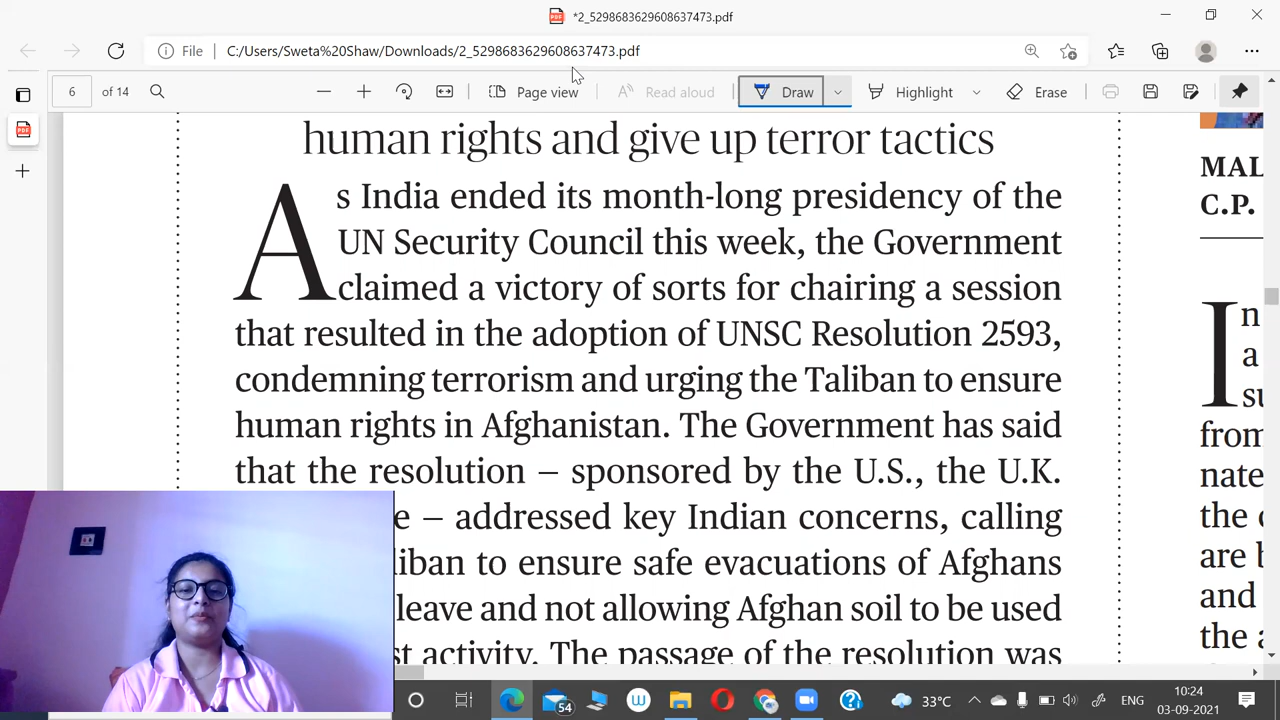 *2_5298683629608637473.pdf
File C:/Users/Sweta%20Shaw/Downloads/2_5298683629608637473.pdf
6 of 14 Page view Read aloud Draw Highlight Erase
human rights and give up terror tactics
As India ended its month-long presidency of the
UN Security Council this week, the Government
claimed a victory of sorts for chairing a session
that resulted in the adoption of UNSC Resolution 2593,
condemning terrorism and urging the Taliban to ensure
human rights in Afghanistan. The Government has said
that the resolution – sponsored by the U.S., the U.K.
e – addressed key Indian concerns, calling
liban to ensure safe evacuations of Afghans
leave and not allowing Afghan soil to be used
st activity. The passage of the resolution was
MAL
C.P.
In
a
su
from
nate
the
are b
and
the a
54
33°C ENG 10:24
03-09-2021